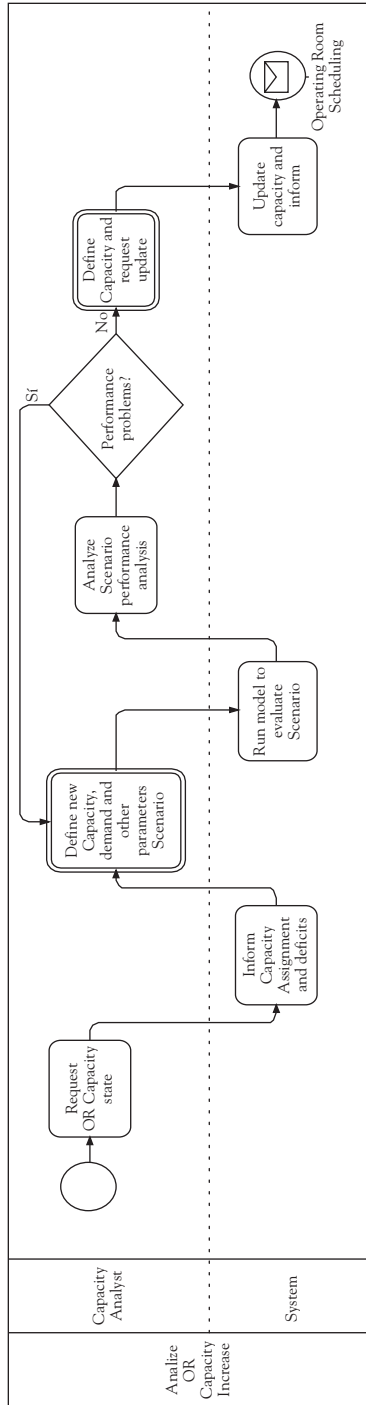 Analize
OR
Capacity
Increase
Capacity
Analyst
System
Request
OR Capacity
state
Inform
Capacity
Assignment
and deficits
Define new
Capacity,
demand and
other
parameters
Scenario
Run model to
evaluate
Scenario
Analyze
Scenario
performance
analysis
Performance
problems?
Sí
No
Define
Capacity and
request
update
Update
capacity and
inform
Operating Room
Scheduling